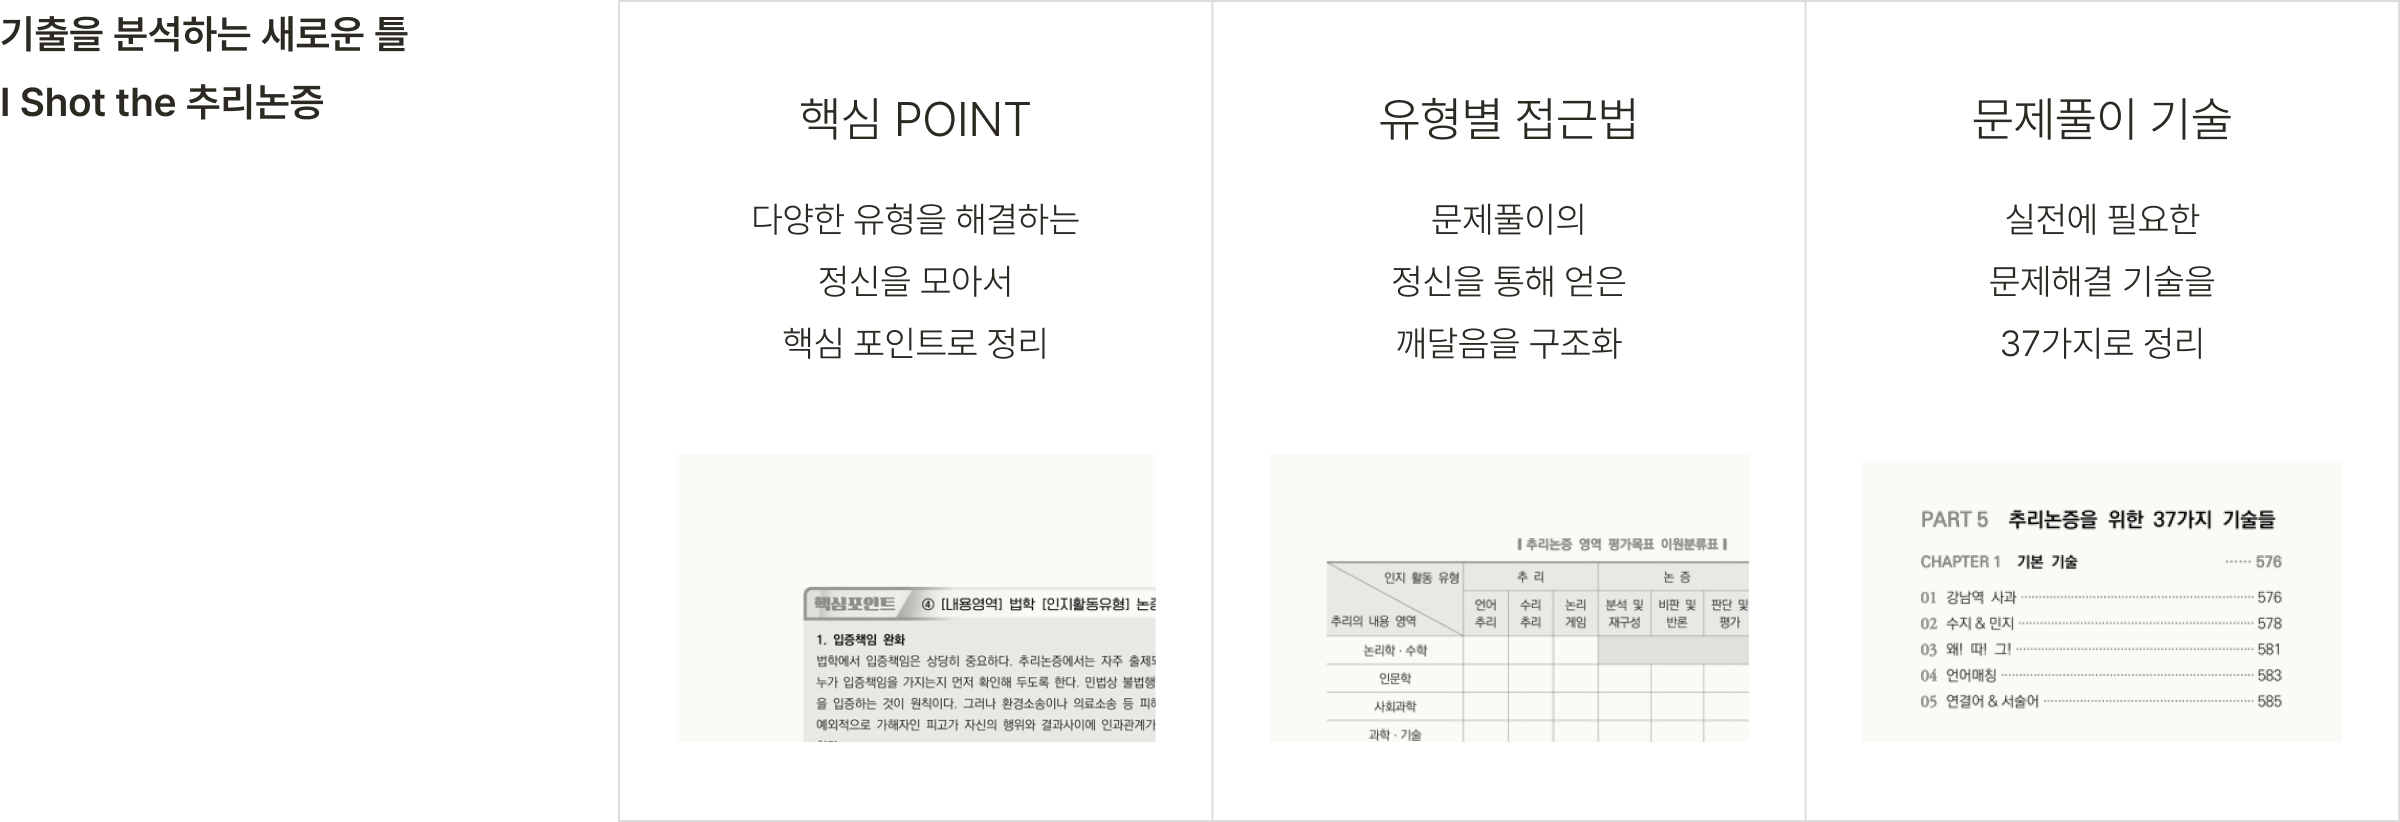 기출을 분석하는 새로운 틀
I Shot the 추리논증
핵심 POINT
다양한 유형을 해결하는
정신을 모아서
핵심 포인트로 정리
핵심포인트 ④ [내용영역] 법학 [인지활동유형] 논증
1. 입증책임 완화
법학에서 입증책임은 상당히 중요하다. 추리논증에서는 자주 출제되
누가 입증책임을 가지는지 먼저 확인해 두도록 한다. 민법상 불법행
을 입증하는 것이 원칙이다. 그러나 환경소송이나 의료소송 등 피해
예외적으로 가해자인 피고가 자신의 행위와 결과사이에 인과관계가
유형별 접근법
문제풀이의
정신을 통해 얻은
깨달음을 구조화
▎추리논증 영역 평가목표 이원분류표▎
인지 활동 유형
추리의 내용 영역
추 리
논 증
언어 추리
수리 추리
논리 게임
분석 및 재구성
비판 및 반론
판단 및 평가
논리학 · 수학
인문학
사회과학
과학 · 기술
문제풀이 기술
실전에 필요한
문제해결 기술을
37가지로 정리
PART 5 추리논증을 위한 37가지 기술들
CHAPTER 1 기본 기술 ······ 576
01 강남역 사과 ······ 576
02 수지 & 민지 ······ 578
03 왜! 따! 그! ······ 581
04 언어매칭 ······ 583
05 연결어 & 서술어 ······ 585